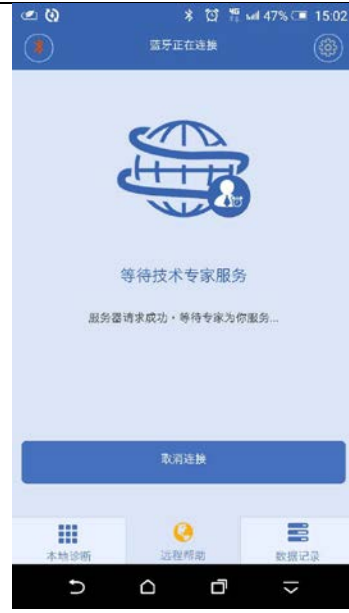 4G 47% 15:02
蓝牙正在连接
等待技术专家服务
服务器请求成功，等待专家为你服务...
取消连接
本地诊断 远程帮助 数据记录